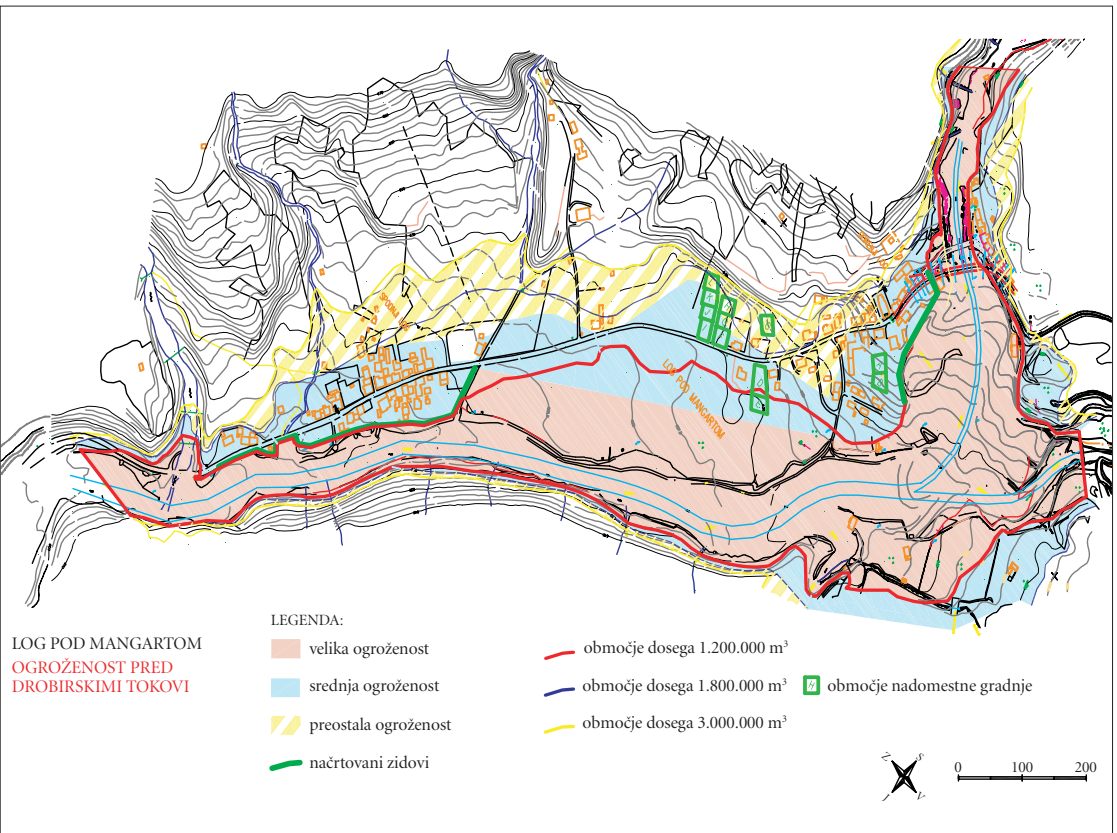 LOG POD MANGARTOM
LOG POD MANGARTOM
OGROŽENOST PRED
DROBIRSKIMI TOKOVI
LEGENDA:
velika ogroženost
srednja ogroženost
preostala ogroženost
načrtovani zidovi
območje dosega 1.200.000 m³
območje dosega 1.800.000 m³
območje dosega 3.000.000 m³
območje nadomestne gradnje
Z S
J V
0 100 200